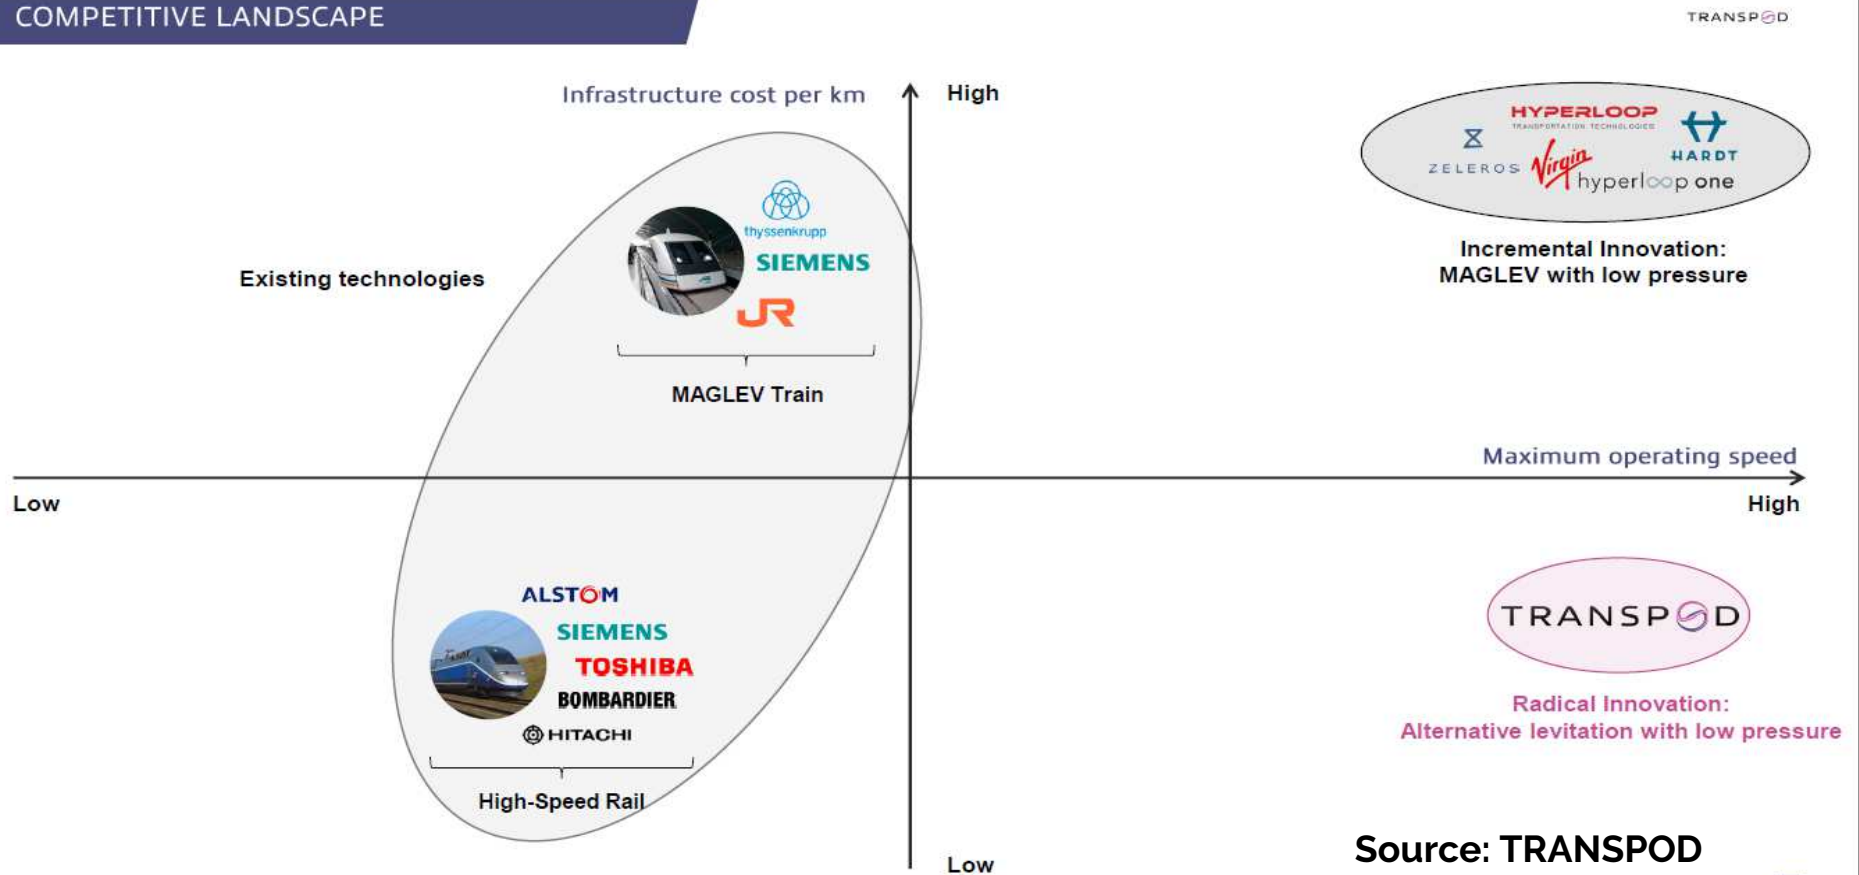 COMPETITIVE LANDSCAPE
TRANSPOD
Infrastructure cost per km
High
HYPERLOOP
TRANSPORTATION TECHNOLOGIES
ZELEROS
HARDT
Virgin
hyperloop one
Incremental Innovation:
MAGLEV with low pressure
thyssenkrupp
SIEMENS
JR
Existing technologies
MAGLEV Train
Maximum operating speed
Low
High
ALSTOM
SIEMENS
TOSHIBA
BOMBARDIER
HITACHI
High-Speed Rail
TRANSPOD
Radical Innovation:
Alternative levitation with low pressure
Low
Source: TRANSPOD